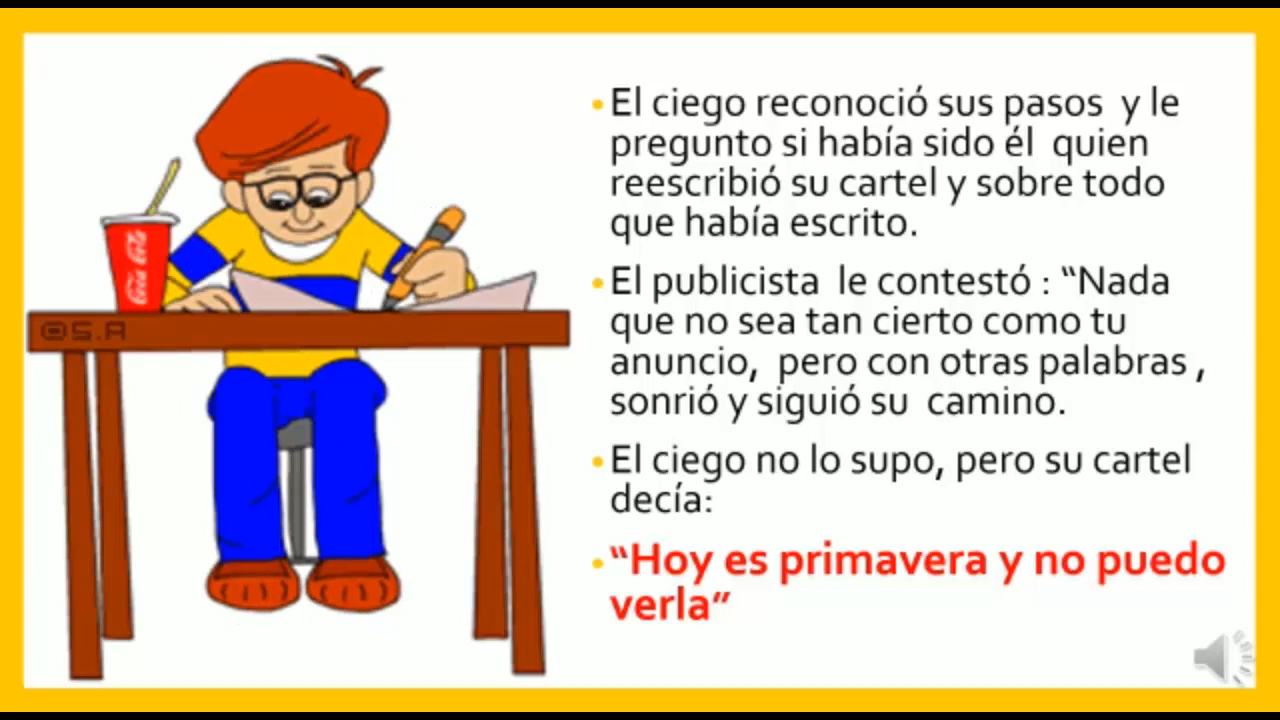 El ciego reconoció sus pasos y le
pregunto si había sido él quien
reescribió su cartel y sobre todo
que había escrito.
El publicista le contestó : “Nada
que no sea tan cierto como tu
anuncio, pero con otras palabras ,
sonrió y siguió su camino.
El ciego no lo supo, pero su cartel
decía:
“Hoy es primavera y no puedo
verla”
Coca Cola
©S.A